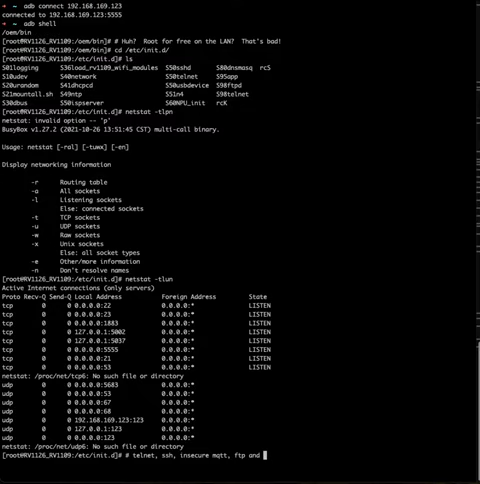 ➜ ~ adb connect 192.168.169.123
connected to 192.168.169.123:5555
➜ ~ adb shell
/oem/bin
[root@RV1126_RV1109:/oem/bin]# # Huh? Root for free on the LAN? That's bad!
[root@RV1126_RV1109:/oem/bin]# cd /etc/init.d/
[root@RV1126_RV1109:/etc/init.d]# ls
S01logging S36load_rv1109_wifi_modules S50sshd S80dnsmasq rcS
S10udev S40network S50telnet S95app
S20urandom S41dhcpcd S50usbdevice S98ftpd
S21mountall.sh S49ntp S51n4 S98telnet
S30dbus S50ispserver S60NPU_init rcK
[root@RV1126_RV1109:/etc/init.d]# netstat -tlpn
netstat: invalid option -- 'p'
BusyBox v1.27.2 (2021-10-26 13:51:45 CST) multi-call binary.
Usage: netstat [-ral] [-tuwx] [-en]
Display networking information
-r Routing table
-a All sockets
-l Listening sockets
Else: connected sockets
-t TCP sockets
-u UDP sockets
-w Raw sockets
-x Unix sockets
Else: all socket types
-e Other/more information
-n Don't resolve names
[root@RV1126_RV1109:/etc/init.d]# netstat -tlun
Active Internet connections (only servers)
Proto Recv-Q Send-Q Local Address Foreign Address State
tcp 0 0 0.0.0.0:22 0.0.0.0:* LISTEN
tcp 0 0 0.0.0.0:23 0.0.0.0:* LISTEN
tcp 0 0 0.0.0.0:1883 0.0.0.0:* LISTEN
tcp 0 0 127.0.0.1:5002 0.0.0.0:* LISTEN
tcp 0 0 127.0.0.1:5037 0.0.0.0:* LISTEN
tcp 0 0 0.0.0.0:5555 0.0.0.0:* LISTEN
tcp 0 0 0.0.0.0:21 0.0.0.0:* LISTEN
tcp 0 0 0.0.0.0:53 0.0.0.0:* LISTEN
netstat: /proc/net/tcp6: No such file or directory
udp 0 0 0.0.0.0:5683 0.0.0.0:*
udp 0 0 0.0.0.0:53 0.0.0.0:*
udp 0 0 0.0.0.0:67 0.0.0.0:*
udp 0 0 0.0.0.0:68 0.0.0.0:*
udp 0 0 192.168.169.123:123 0.0.0.0:*
udp 0 0 127.0.0.1:123 0.0.0.0:*
udp 0 0 0.0.0.0:123 0.0.0.0:*
netstat: /proc/net/udp6: No such file or directory
[root@RV1126_RV1109:/etc/init.d]# # telnet, ssh, insecure mqtt, ftp and